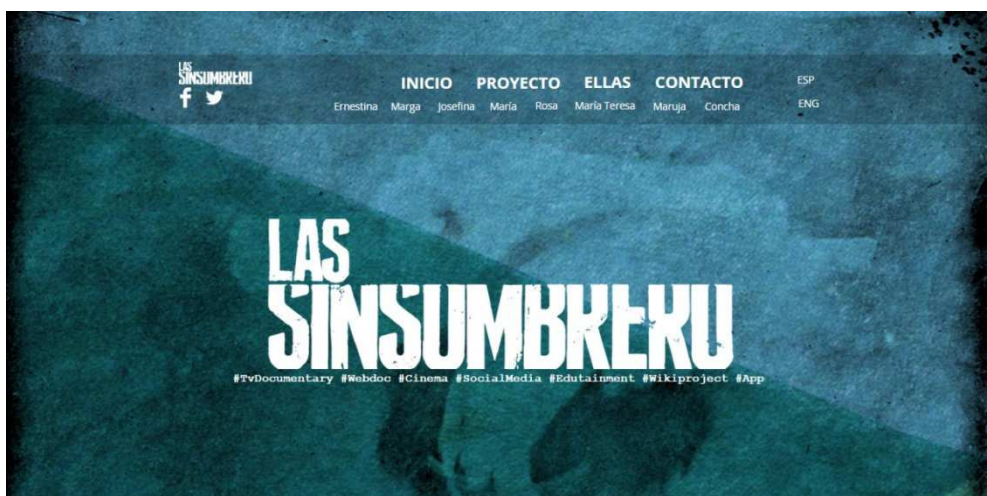 LAS
SINSUMBRERO
INICIO PROYECTO ELLAS CONTACTO
ESP
Ernestina Marga Josefina María Rosa María Teresa Maruja Concha
ENG
LAS
SINSUMBRERO
#TvDocumentary #Webdoc #Cinema #SocialMedia #Edutainment #Wikiproject #App